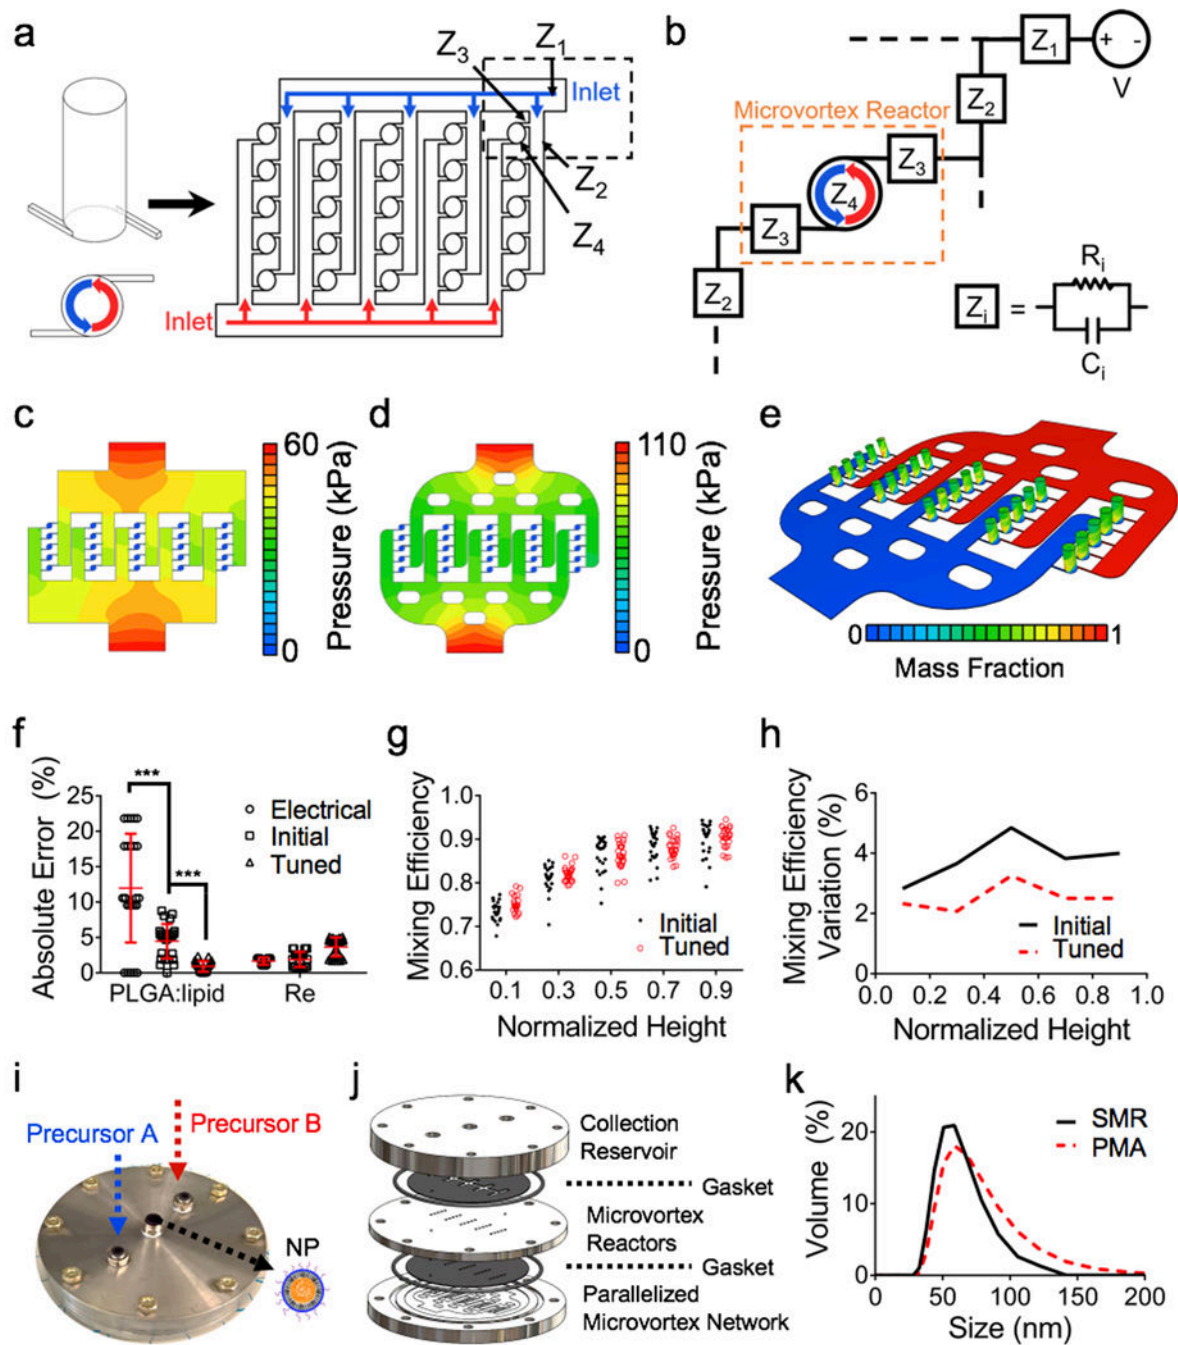 a
Z3
Z1
Inlet
Z2
Z4
Inlet
b
Z1
+ -
V
Z2
Microvortex Reactor
Z3
Z4
Z3
Z2
Zi =
Ri
Ci
c
60
0
Pressure (kPa)
d
110
0
Pressure (kPa)
e
0
1
Mass Fraction
f
Absolute Error (%)
25
20
15
10
5
0
***
***
Electrical
Initial
Tuned
PLGA:lipid
Re
g
Mixing Efficiency
1.0
0.9
0.8
0.7
0.6
Initial
Tuned
0.1 0.3 0.5 0.7 0.9
Normalized Height
h
Mixing Efficiency
Variation (%)
6
4
2
0
Initial
Tuned
0.0 0.2 0.4 0.6 0.8 1.0
Normalized Height
i
Precursor A
Precursor B
NP
j
Collection
Reservoir
Gasket
Microvortex
Reactors
Gasket
Parallelized
Microvortex Network
k
Volume (%)
20
10
0
SMR
PMA
0 50 100 150 200
Size (nm)